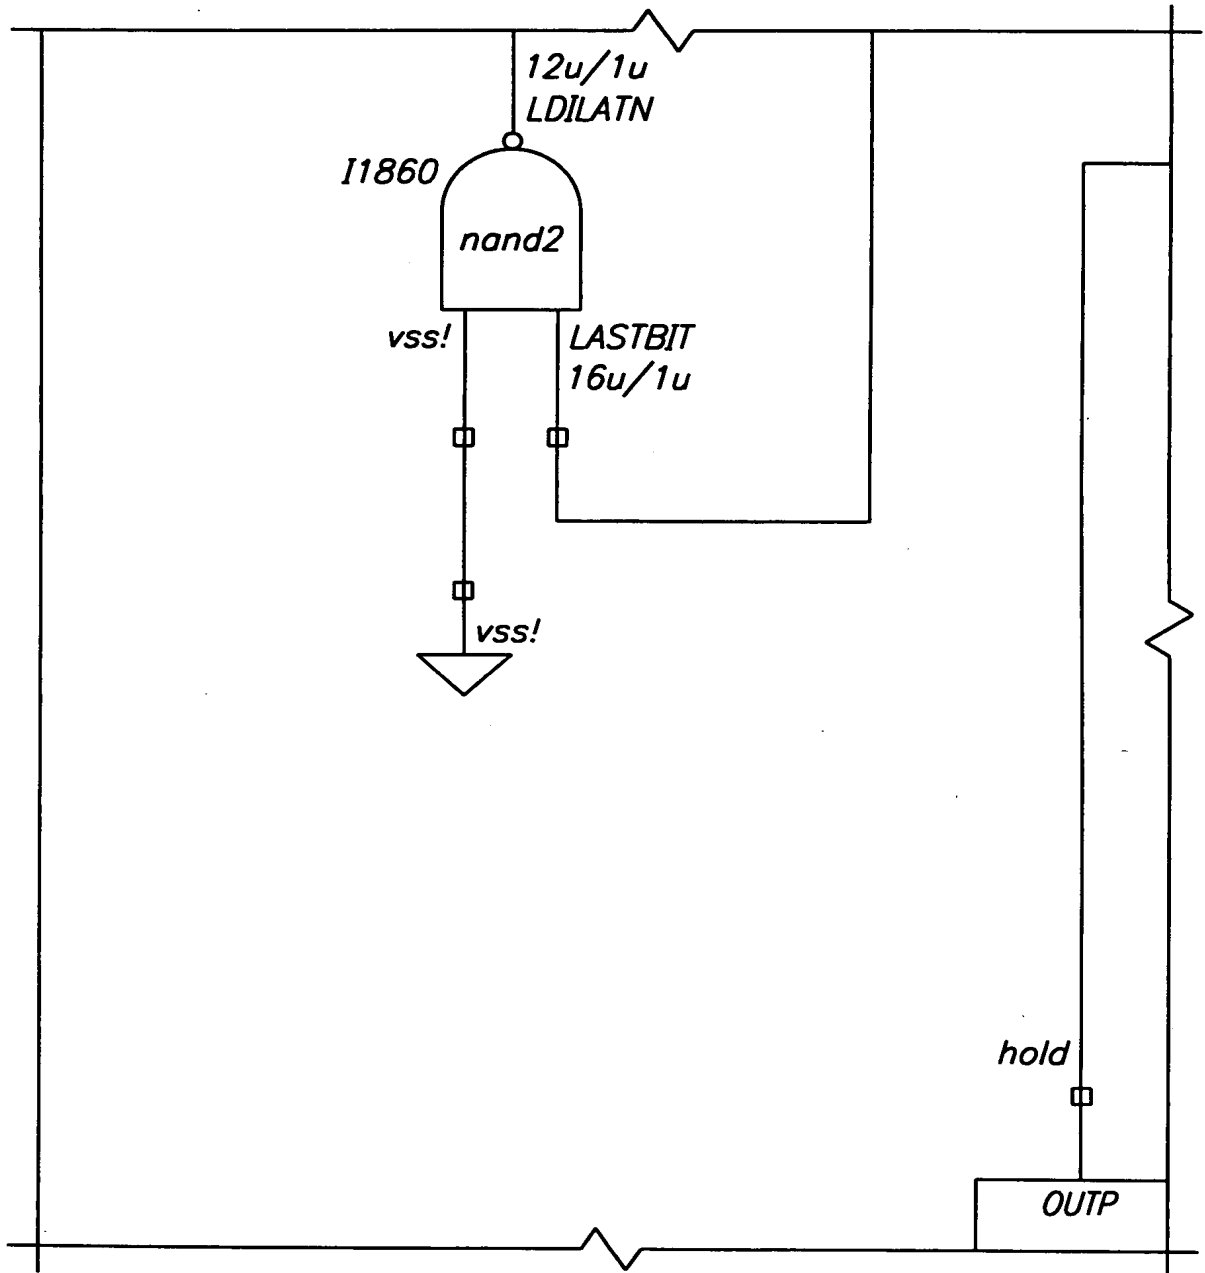 12u/1u
LDILATN
I1860
nand2
vss!
LASTBIT
16u/1u
vss!
hold
OUTP